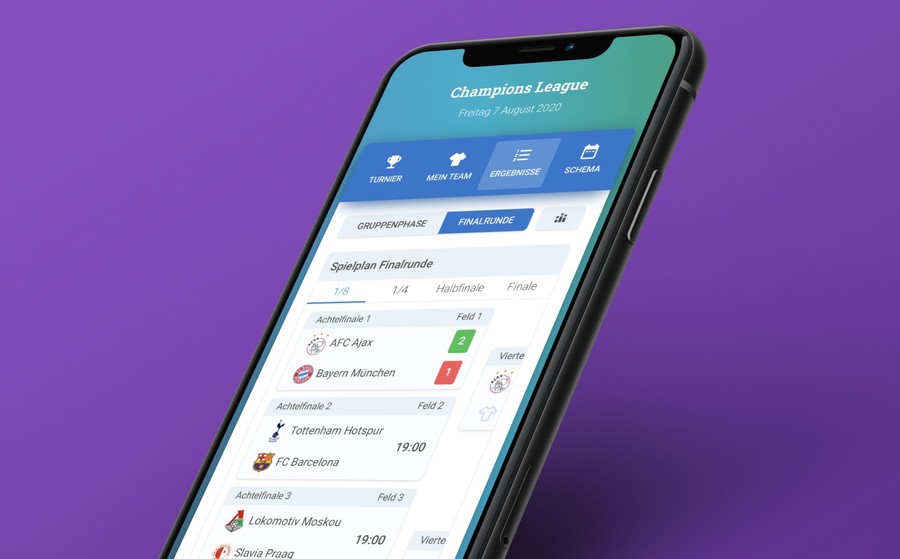 Champions League
Freitag 7 August 2020
TURNIER
MEIN TEAM
ERGEBNISSE
SCHEMA
GRUPPENPHASE
FINALRUNDE
Spielplan Finalrunde
1/8
1/4
Halbfinale
Finale
Achtelfinale 1
Feld 1
AFC Ajax
2
Bayern München
1
Vierte
Achtelfinale 2
Feld 2
Tottenham Hotspur
19:00
FC Barcelona
Achtelfinale 3
Feld 3
Lokomotiv Moskou
19:00
Slavia Praag
Vierte